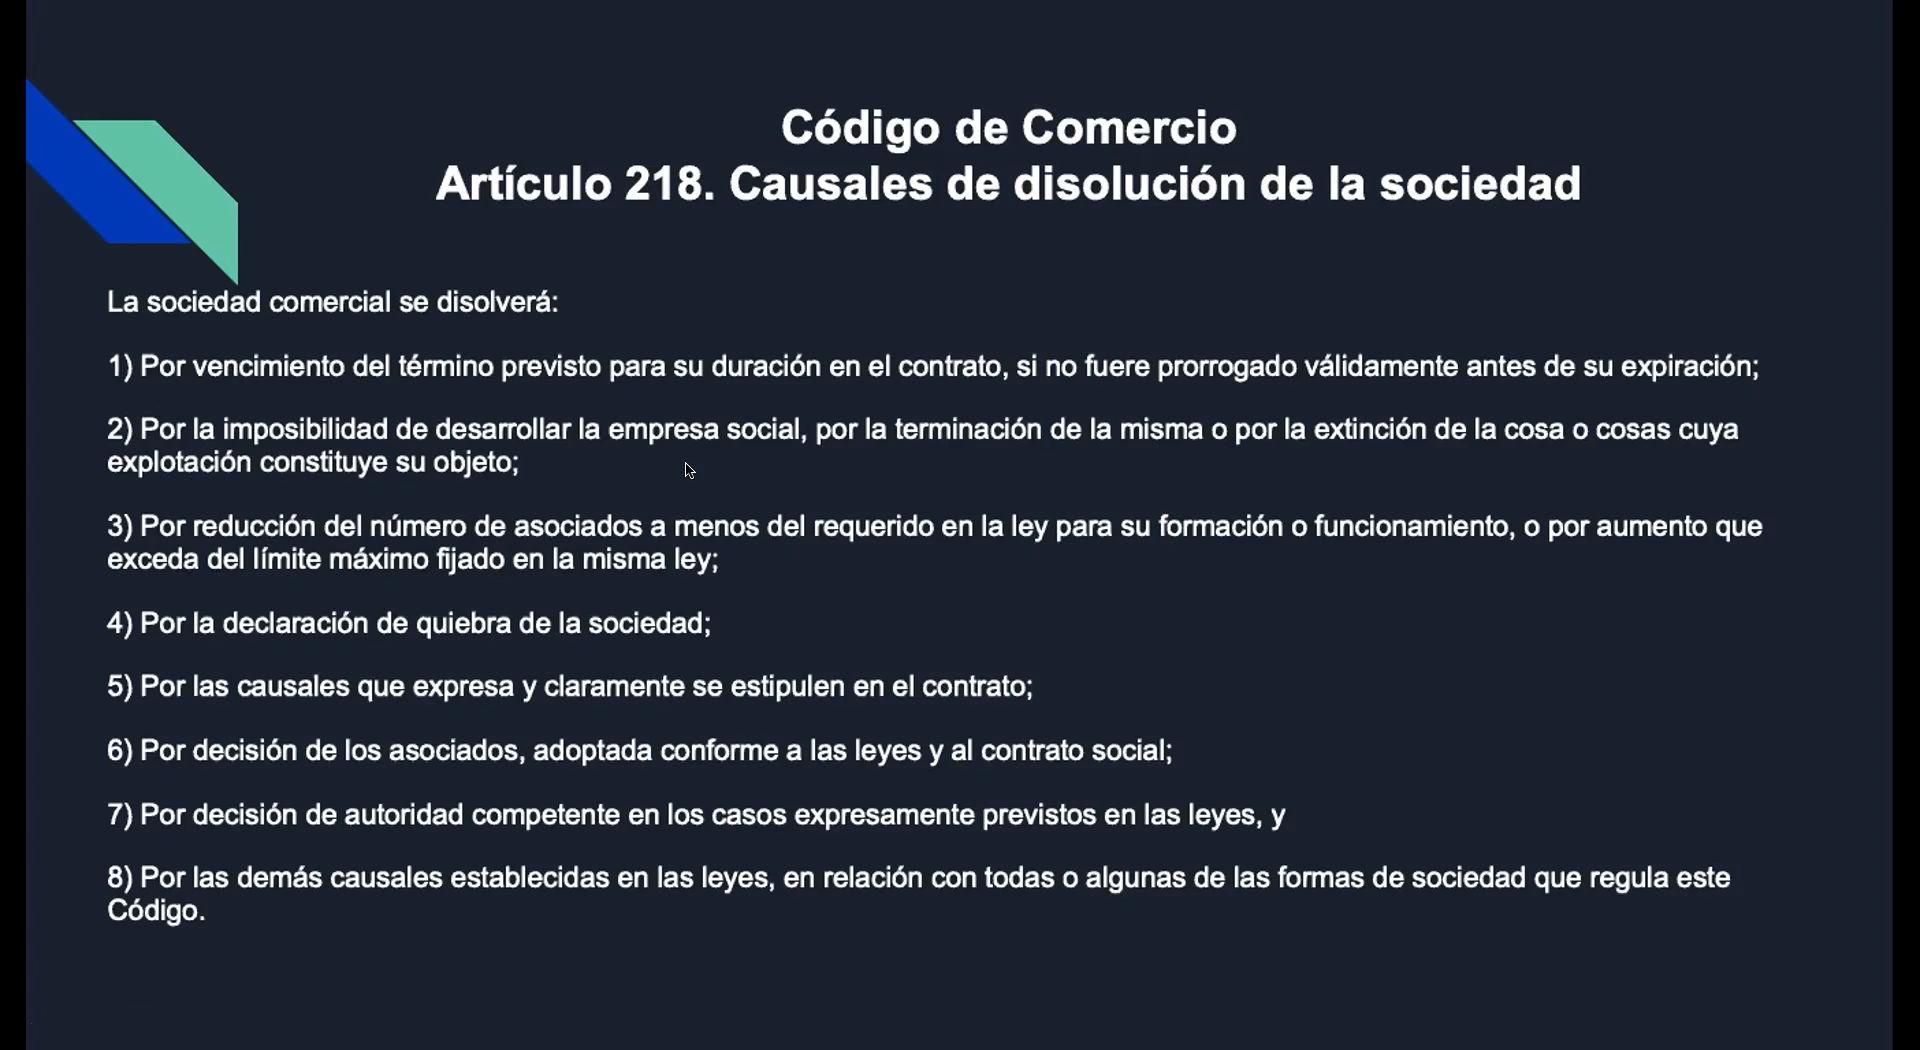 Código de Comercio
Artículo 218. Causales de disolución de la sociedad
La sociedad comercial se disolverá:
1) Por vencimiento del término previsto para su duración en el contrato, si no fuere prorrogado válidamente antes de su expiración;
2) Por la imposibilidad de desarrollar la empresa social, por la terminación de la misma o por la extinción de la cosa o cosas cuya
explotación constituye su objeto;
3) Por reducción del número de asociados a menos del requerido en la ley para su formación o funcionamiento, o por aumento que
exceda del límite máximo fijado en la misma ley;
4) Por la declaración de quiebra de la sociedad;
5) Por las causales que expresa y claramente se estipulen en el contrato;
6) Por decisión de los asociados, adoptada conforme a las leyes y al contrato social;
7) Por decisión de autoridad competente en los casos expresamente previstos en las leyes, y
8) Por las demás causales establecidas en las leyes, en relación con todas o algunas de las formas de sociedad que regula este
Código.